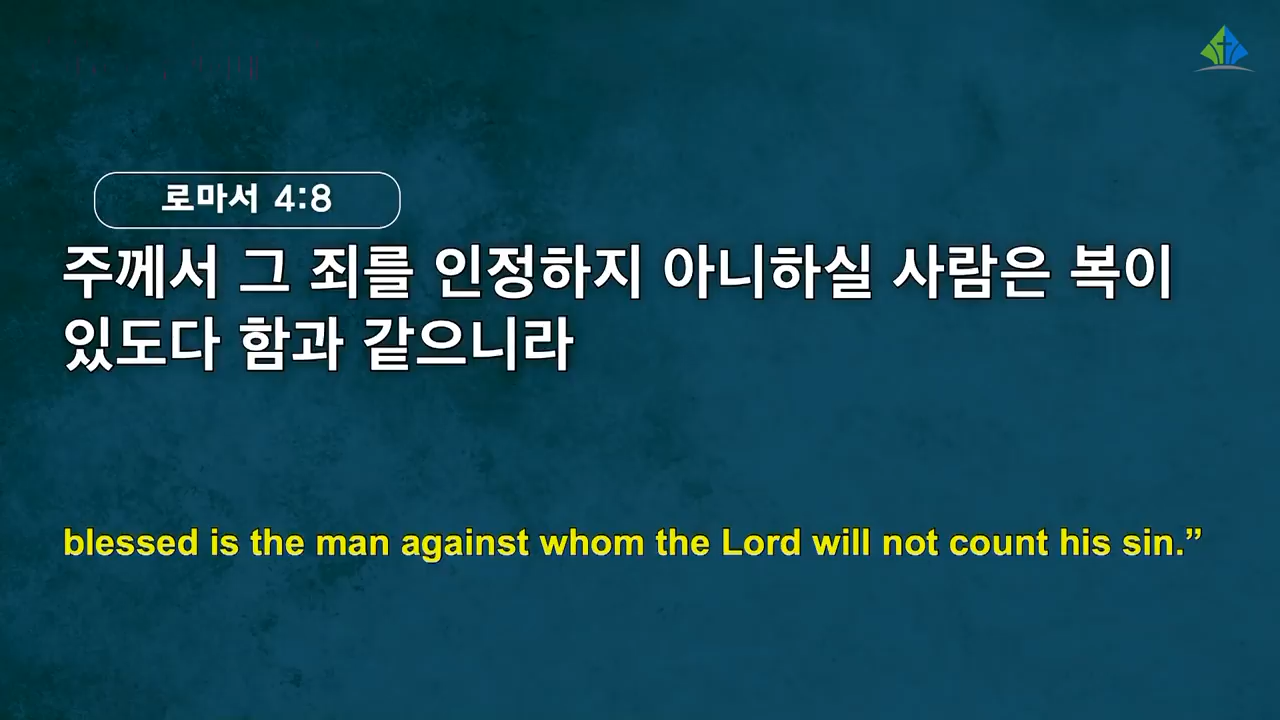 로마서 4:8
주께서 그 죄를 인정하지 아니하실 사람은 복이
있도다 함과 같으니라
blessed is the man against whom the Lord will not count his sin.”